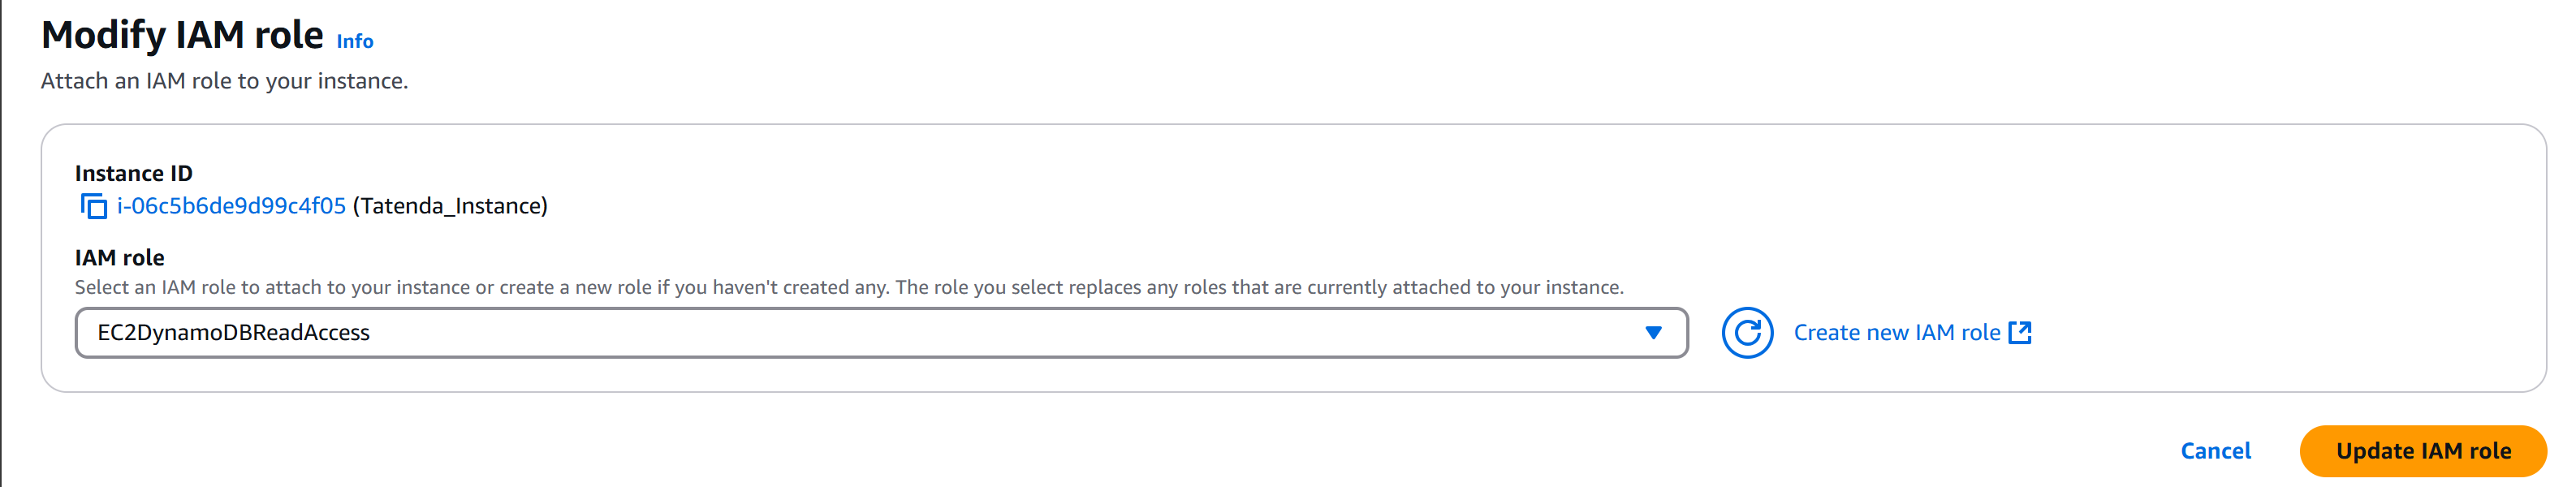 Modify IAM role Info
Attach an IAM role to your instance.
Instance ID
i-06c5b6de9d99c4f05 (Tatenda_Instance)
IAM role
Select an IAM role to attach to your instance or create a new role if you haven't created any. The role you select replaces any roles that are currently attached to your instance.
EC2DynamoDBReadAccess
Create new IAM role
Cancel
Update IAM role